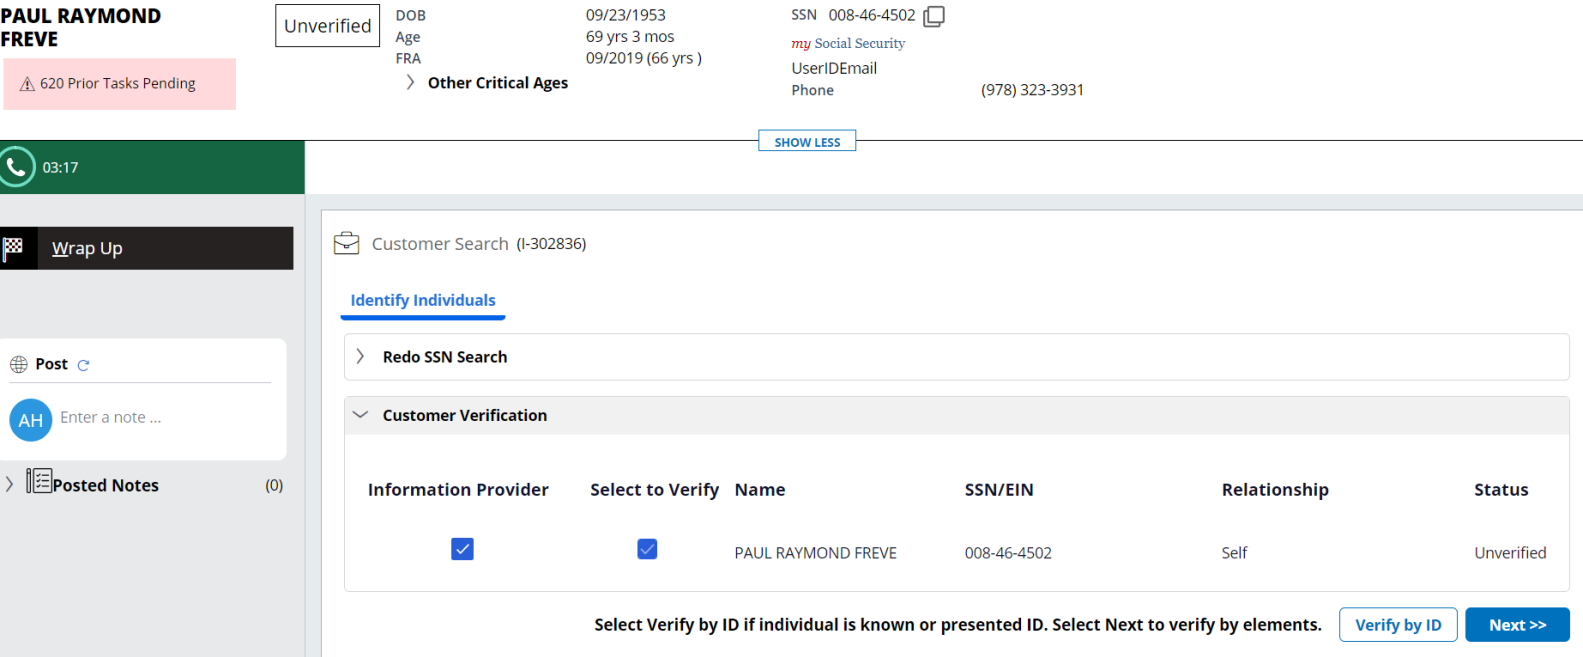 PAUL RAYMOND
FREVE
620 Prior Tasks Pending
Unverified
DOB 09/23/1953
Age 69 yrs 3 mos
FRA 09/2019 (66 yrs )
Other Critical Ages
SSN 008-46-4502
my Social Security
UserIDEmail
Phone (978) 323-3931
SHOW LESS
03:17
Wrap Up
Post
AH Enter a note ...
Posted Notes (0)
Customer Search (I-302836)
Identify Individuals
Redo SSN Search
Customer Verification
Information Provider Select to Verify Name SSN/EIN Relationship Status
PAUL RAYMOND FREVE 008-46-4502 Self Unverified
Select Verify by ID if individual is known or presented ID. Select Next to verify by elements. Verify by ID Next >>